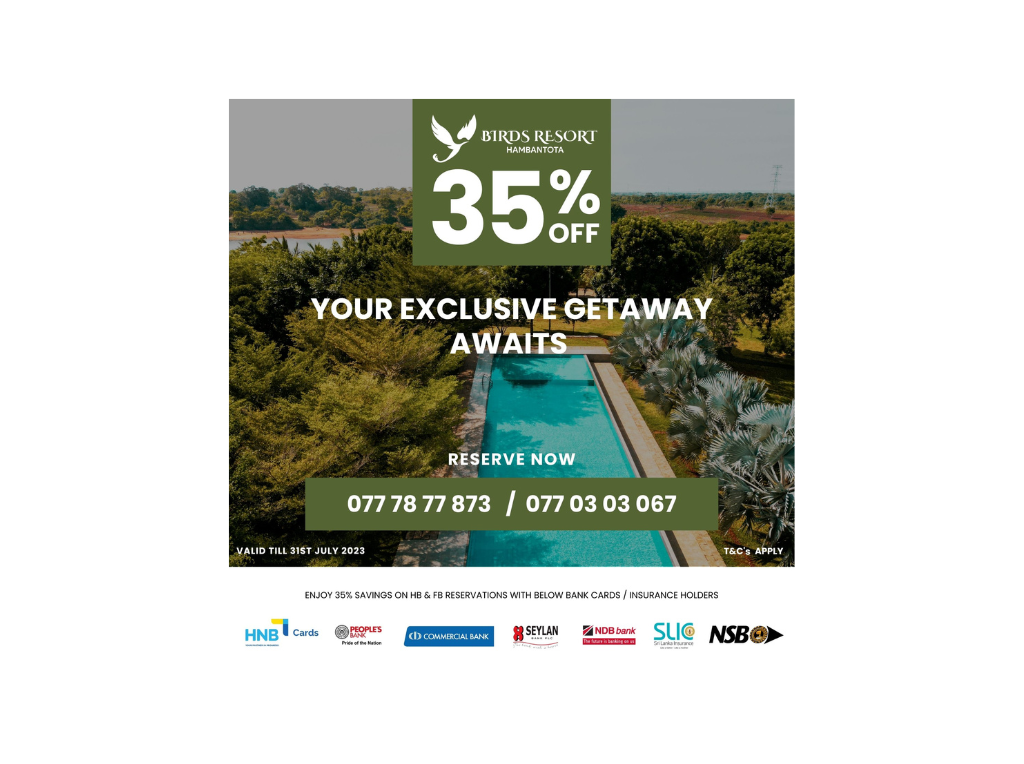 BIRDS RESORT
HAMBANTOTA
35% OFF
YOUR EXCLUSIVE GETAWAY
AWAITS
RESERVE NOW
077 78 77 873 / 077 03 03 067
VALID TILL 31ST JULY 2023
T&C's APPLY
ENJOY 35% SAVINGS ON HB & FB RESERVATIONS WITH BELOW BANK CARDS / INSURANCE HOLDERS
HNB Cards
PEOPLE'S BANK
Pride of the Nation
COMMERCIAL BANK
SEYLAN
BANK PLC
NDB bank
The future is banking on us
SLIC
Sri Lanka Insurance
NSB